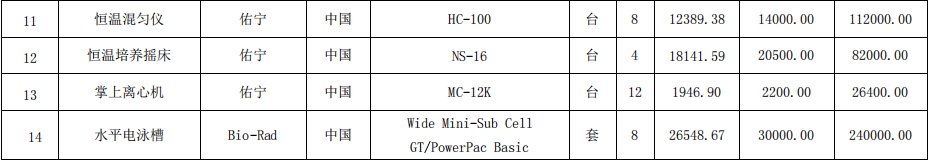 11 恒温混匀仪 佑宁 中国 HC-100 台 8 12389.38 14000.00 112000.00
12 恒温培养摇床 佑宁 中国 NS-16 台 4 18141.59 20500.00 82000.00
13 掌上离心机 佑宁 中国 MC-12K 台 12 1946.90 2200.00 26400.00
14 水平电泳槽 Bio-Rad 中国 Wide Mini-Sub Cell
GT/PowerPac Basic 套 8 26548.67 30000.00 240000.00